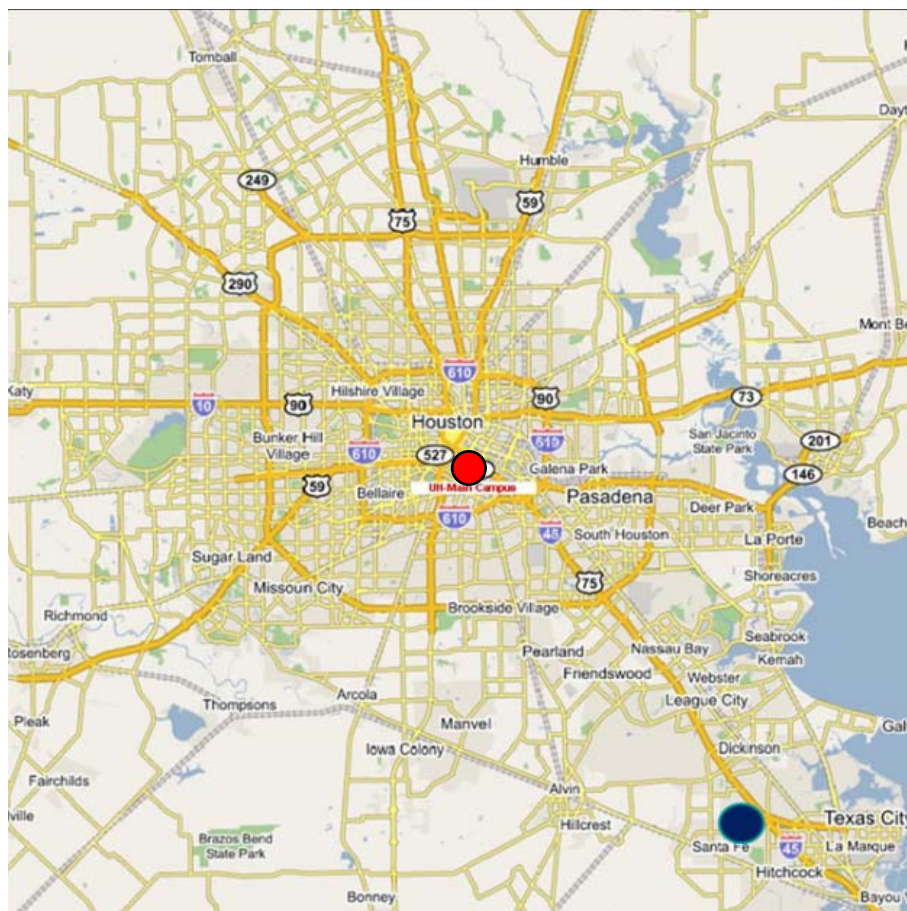 Tomball
Dayt
Humble
249
75
59
290
Mont Be
610
Katy
Hilshire Village
10
90
90
73
Houston
Bunker Hill
Village
610
527
610
San Jacinto
State Park
201
Galena Park
146
59
Bellaire
UH-Main Campus
Pasadena
610
Deer Park
45
South Houston
La Porte
Beach
Sugar Land
Missouri City
75
Shoreacres
Richmond
Brookside Village
Rosenberg
Pearland
Nassau Bay
Seabrook
Kemah
Friendswood
Webster
Arcola
League City
Thompsons
Pleak
Manvel
Gal
Iowa Colony
Dickinson
Fairchilds
Alvin
ville
Hillcrest
Texas City
Brazos Bend
State Park
Santa Fe
45
La Marque
Hitchcock
Bonney
Bayou V